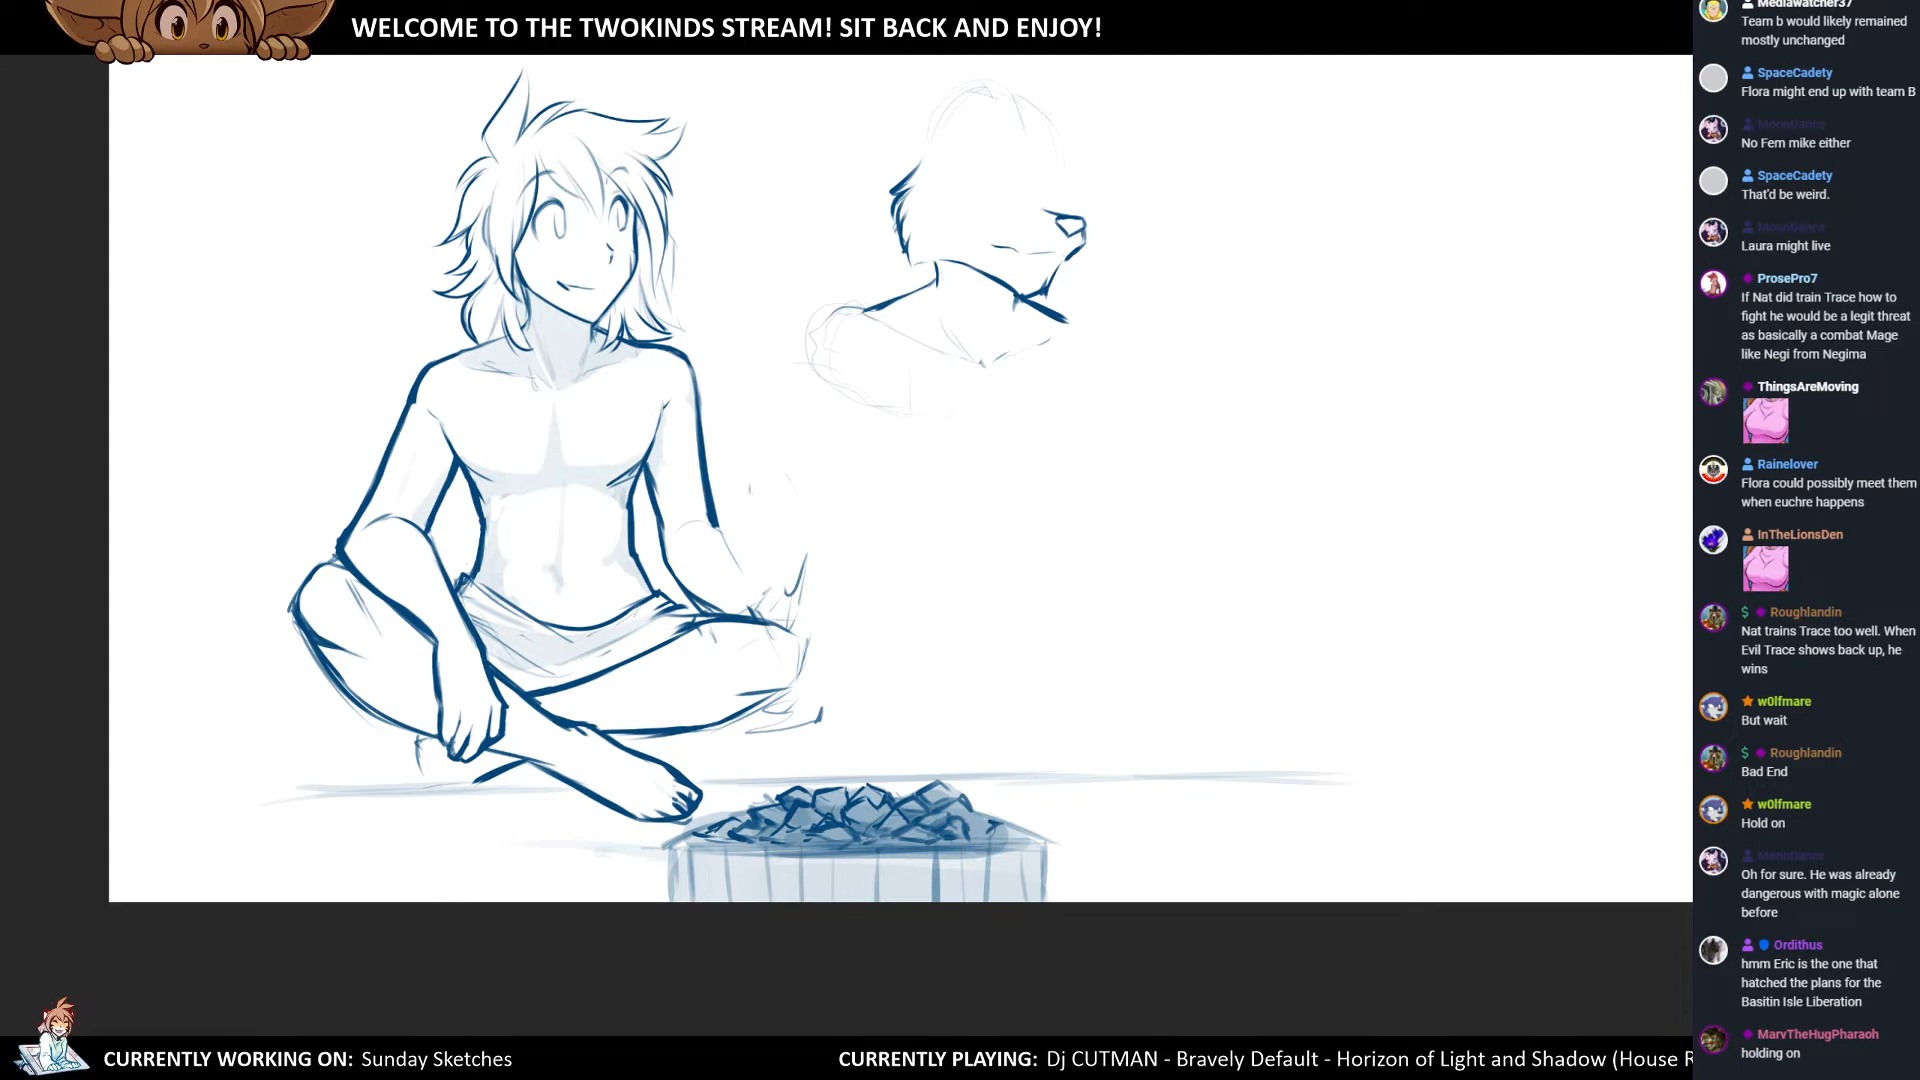 WELCOME TO THE TWOKINDS STREAM! SIT BACK AND ENJOY!
Mediawatcher37
Team b would likely remained
mostly unchanged
SpaceCadety
Flora might end up with team B
MoonDance
No Fem mike either
SpaceCadety
That'd be weird.
MoonDance
Laura might live
ProsePro7
If Nat did train Trace how to
fight he would be a legit threat
as basically a combat Mage
like Negi from Negima
ThingsAreMoving
Rainelover
Flora could possibly meet them
when euchre happens
InTheLionsDen
$ Roughlandin
Nat trains Trace too well. When
Evil Trace shows back up, he
wins
w0lfmare
But wait
$ Roughlandin
Bad End
w0lfmare
Hold on
MoonDance
Oh for sure. He was already
dangerous with magic alone
before
Ordithus
hmm Eric is the one that
hatched the plans for the
Basitin Isle Liberation
MarvTheHugPharaoh
holding on
CURRENTLY WORKING ON: Sunday Sketches
CURRENTLY PLAYING: Dj CUTMAN - Bravely Default - Horizon of Light and Shadow (House R